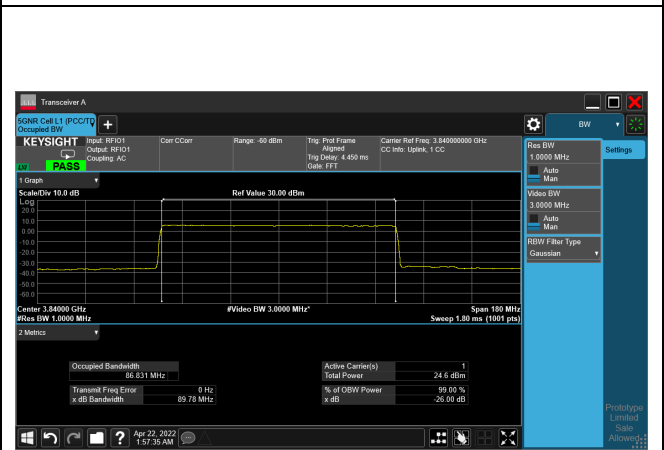 Transceiver A
5GNR Cell L1 (PCC/TD
Occupied BW
BW
KEYSIGHT
Input: RFIO1
Output: RFIO1
Coupling: AC
Corr CCorr
Range: -60 dBm
Trig: Prot Frame
Aligned
Trig Delay: 4.450 ms
Gate: FFT
Carrier Ref Freq: 3.840000000 GHz
CC Info: Uplink, 1 CC
LXI
PASS
Res BW
1.0000 MHz
Auto
Man
Settings
Video BW
3.0000 MHz
Auto
Man
RBW Filter Type
Gaussian
1 Graph
Scale/Div 10.0 dB
Ref Value 30.00 dBm
Log
20.0
10.0
0.00
-10.0
-20.0
-30.0
-40.0
-50.0
-60.0
Center 3.84000 GHz
#Video BW 3.0000 MHz*
Span 180 MHz
#Res BW 1.0000 MHz
Sweep 1.80 ms (1001 pts)
2 Metrics
Occupied Bandwidth
86.831 MHz
Active Carrier(s) 1
Total Power 24.6 dBm
Transmit Freq Error 0 Hz
x dB Bandwidth 89.78 MHz
% of OBW Power 99.00 %
x dB -26.00 dB
Prototype
Limited
Sale
Allowed
Apr 22, 2022
1:57:35 AM